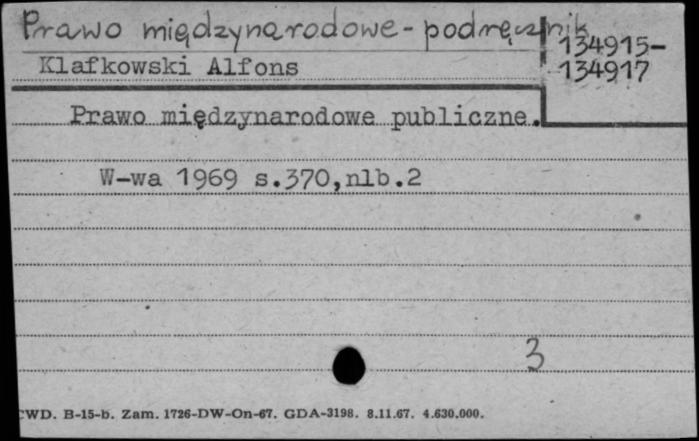 Prawo międzynarodowe - podręcznik
134915-
134917
Klafkowski Alfons
Prawo międzynarodowe publiczne.
W-wa 1969 s.370,nlb.2
3
CWD. B-15-b. Zam. 1726-DW-On-67. GDA-3198. 8.11.67. 4.630.000.